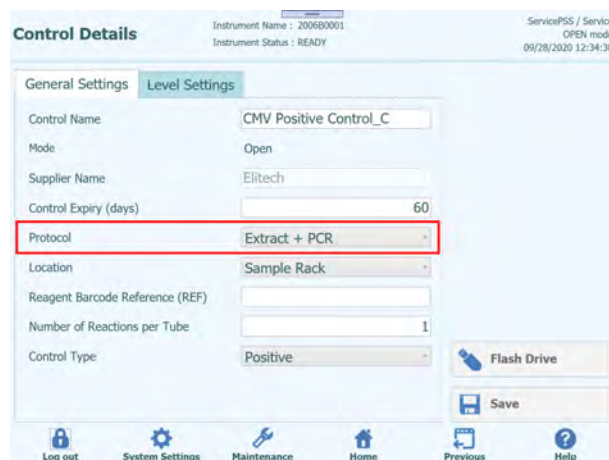 Control Details
Instrument Name : 200680001
Instrument Status : READY
ServicePSS / Service
OPEN mode
09/28/2020 12:34:30
General Settings
Level Settings
Control Name CMV Positive Control_C
Mode Open
Supplier Name Elitech
Control Expiry (days) 60
Protocol Extract + PCR
Location Sample Rack
Reagent Barcode Reference (REF)
Number of Reactions per Tube 1
Control Type Positive
Flash Drive
Save
Log out
System Settings
Maintenance
Home
Previous
Help